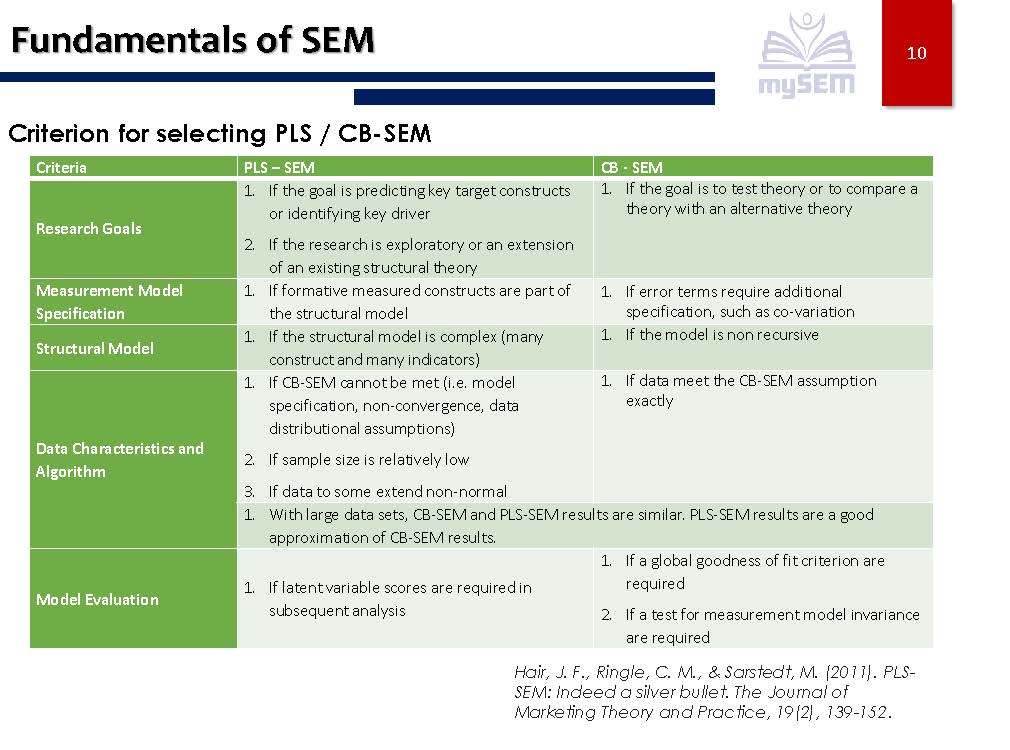 Fundamentals of SEM
mySEM
10
Criterion for selecting PLS / CB-SEM
Criteria
PLS – SEM
CB - SEM
Research Goals
1. If the goal is predicting key target constructs
or identifying key driver
2. If the research is exploratory or an extension
of an existing structural theory
1. If the goal is to test theory or to compare a
theory with an alternative theory
Measurement Model
Specification
1. If formative measured constructs are part of
the structural model
1. If error terms require additional
specification, such as co-variation
Structural Model
1. If the structural model is complex (many
construct and many indicators)
1. If the model is non recursive
Data Characteristics and
Algorithm
1. If CB-SEM cannot be met (i.e. model
specification, non-convergence, data
distributional assumptions)
2. If sample size is relatively low
3. If data to some extend non-normal
1. If data meet the CB-SEM assumption
exactly
1. With large data sets, CB-SEM and PLS-SEM results are similar. PLS-SEM results are a good
approximation of CB-SEM results.
Model Evaluation
1. If latent variable scores are required in
subsequent analysis
1. If a global goodness of fit criterion are
required
2. If a test for measurement model invariance
are required
Hair, J. F., Ringle, C. M., & Sarstedt, M. (2011). PLS-
SEM: Indeed a silver bullet. The Journal of
Marketing Theory and Practice, 19(2), 139-152.